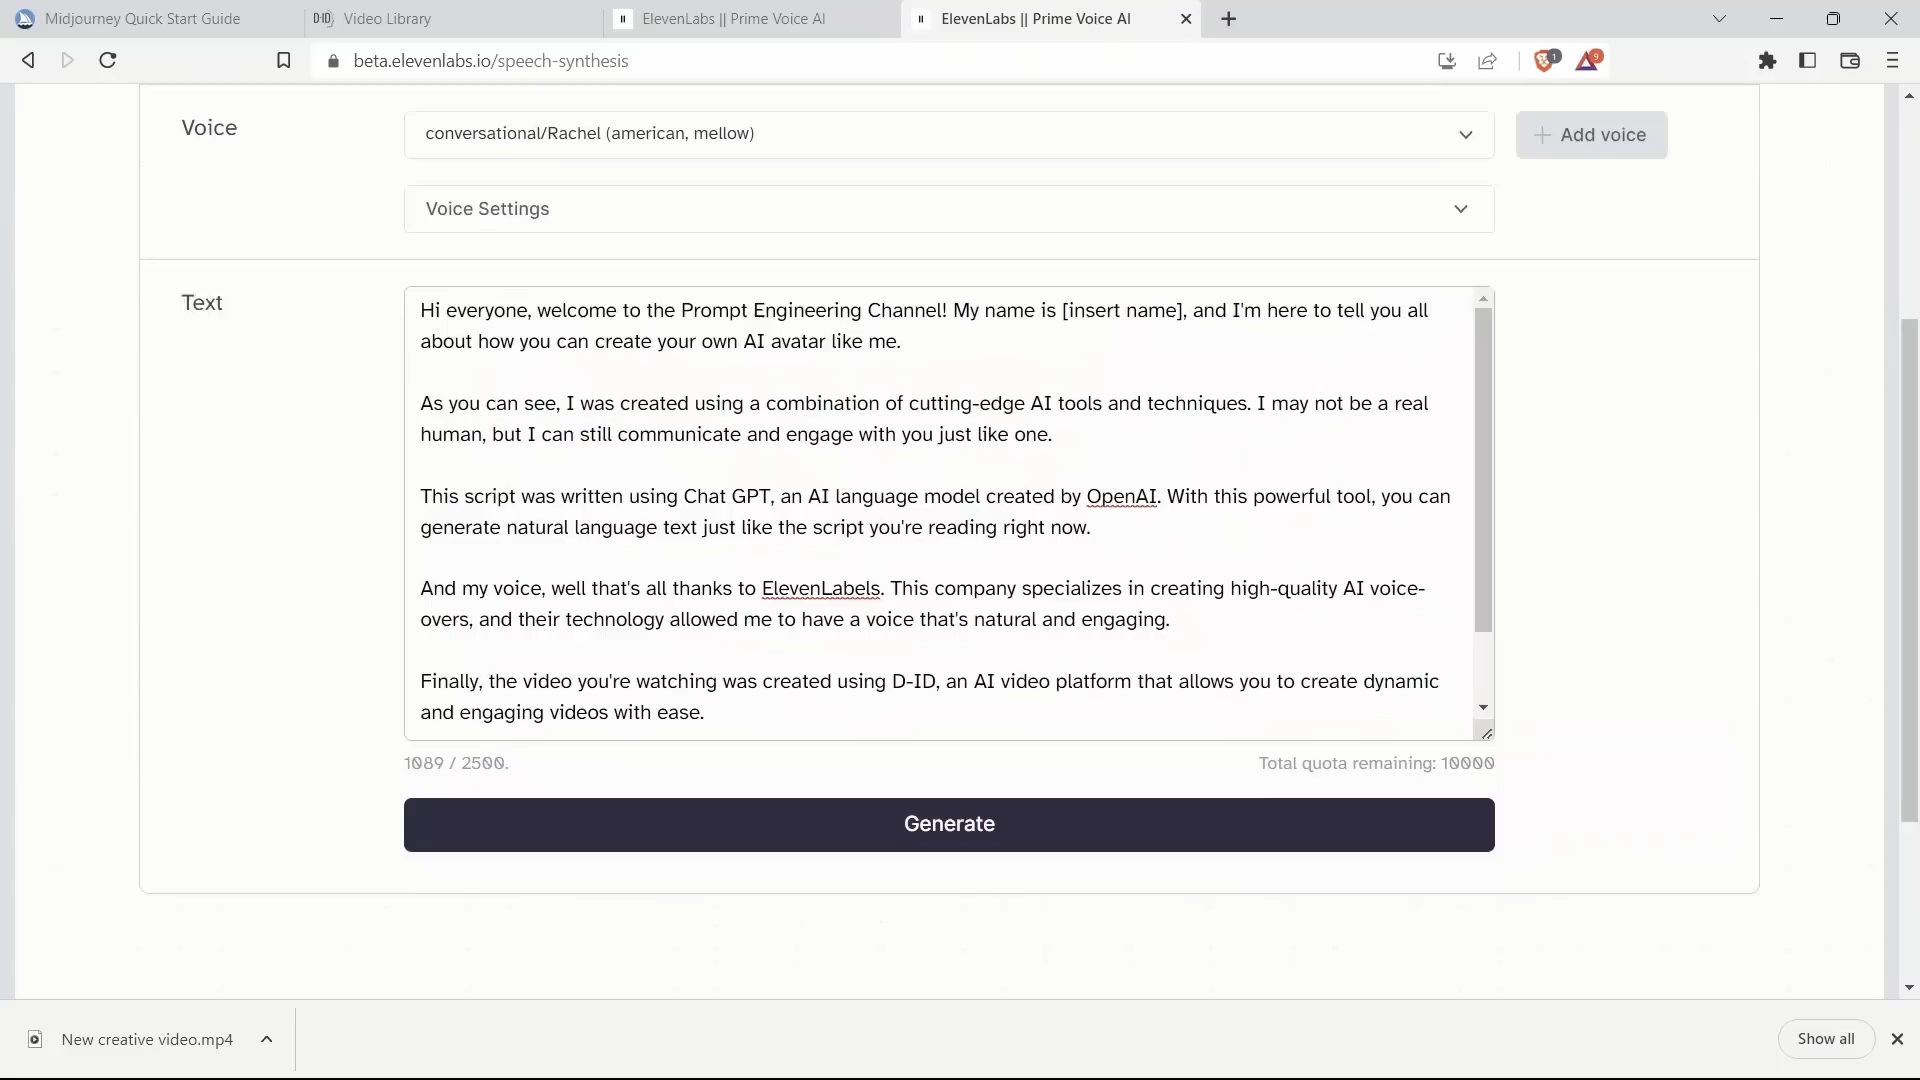 Midjourney Quick Start Guide
D-ID Video Library
ElevenLabs || Prime Voice AI
ElevenLabs || Prime Voice AI
beta.elevenlabs.io/speech-synthesis
1
9
Voice
conversational/Rachel (american, mellow)
Add voice
Voice Settings
Text
Hi everyone, welcome to the Prompt Engineering Channel! My name is [insert name], and I'm here to tell you all
about how you can create your own AI avatar like me.
As you can see, I was created using a combination of cutting-edge AI tools and techniques. I may not be a real
human, but I can still communicate and engage with you just like one.
This script was written using Chat GPT, an AI language model created by OpenAI. With this powerful tool, you can
generate natural language text just like the script you're reading right now.
And my voice, well that's all thanks to ElevenLabels. This company specializes in creating high-quality AI voice-
overs, and their technology allowed me to have a voice that's natural and engaging.
Finally, the video you're watching was created using D-ID, an AI video platform that allows you to create dynamic
and engaging videos with ease.
1089 / 2500.
Total quota remaining: 10000
Generate
New creative video.mp4
Show all